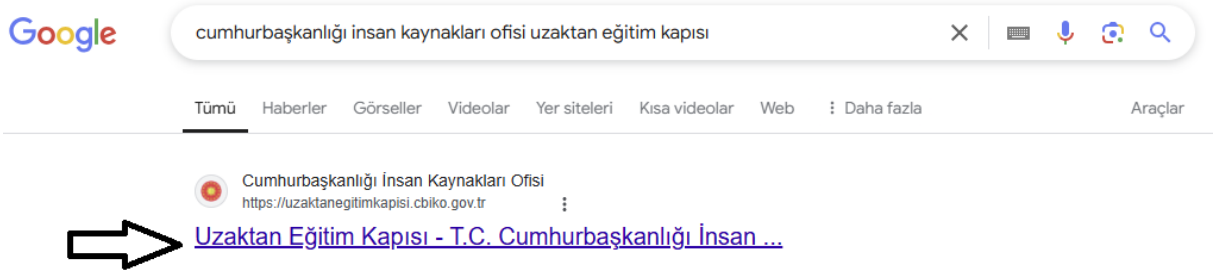 Google
cumhurbaşkanlığı insan kaynakları ofisi uzaktan eğitim kapısı
Tümü Haberler Görseller Videolar Yer siteleri Kısa videolar Web Daha fazla Araçlar
Cumhurbaşkanlığı İnsan Kaynakları Ofisi
https://uzaktanegitimkapisi.cbiko.gov.tr
Uzaktan Eğitim Kapısı - T.C. Cumhurbaşkanlığı İnsan ...